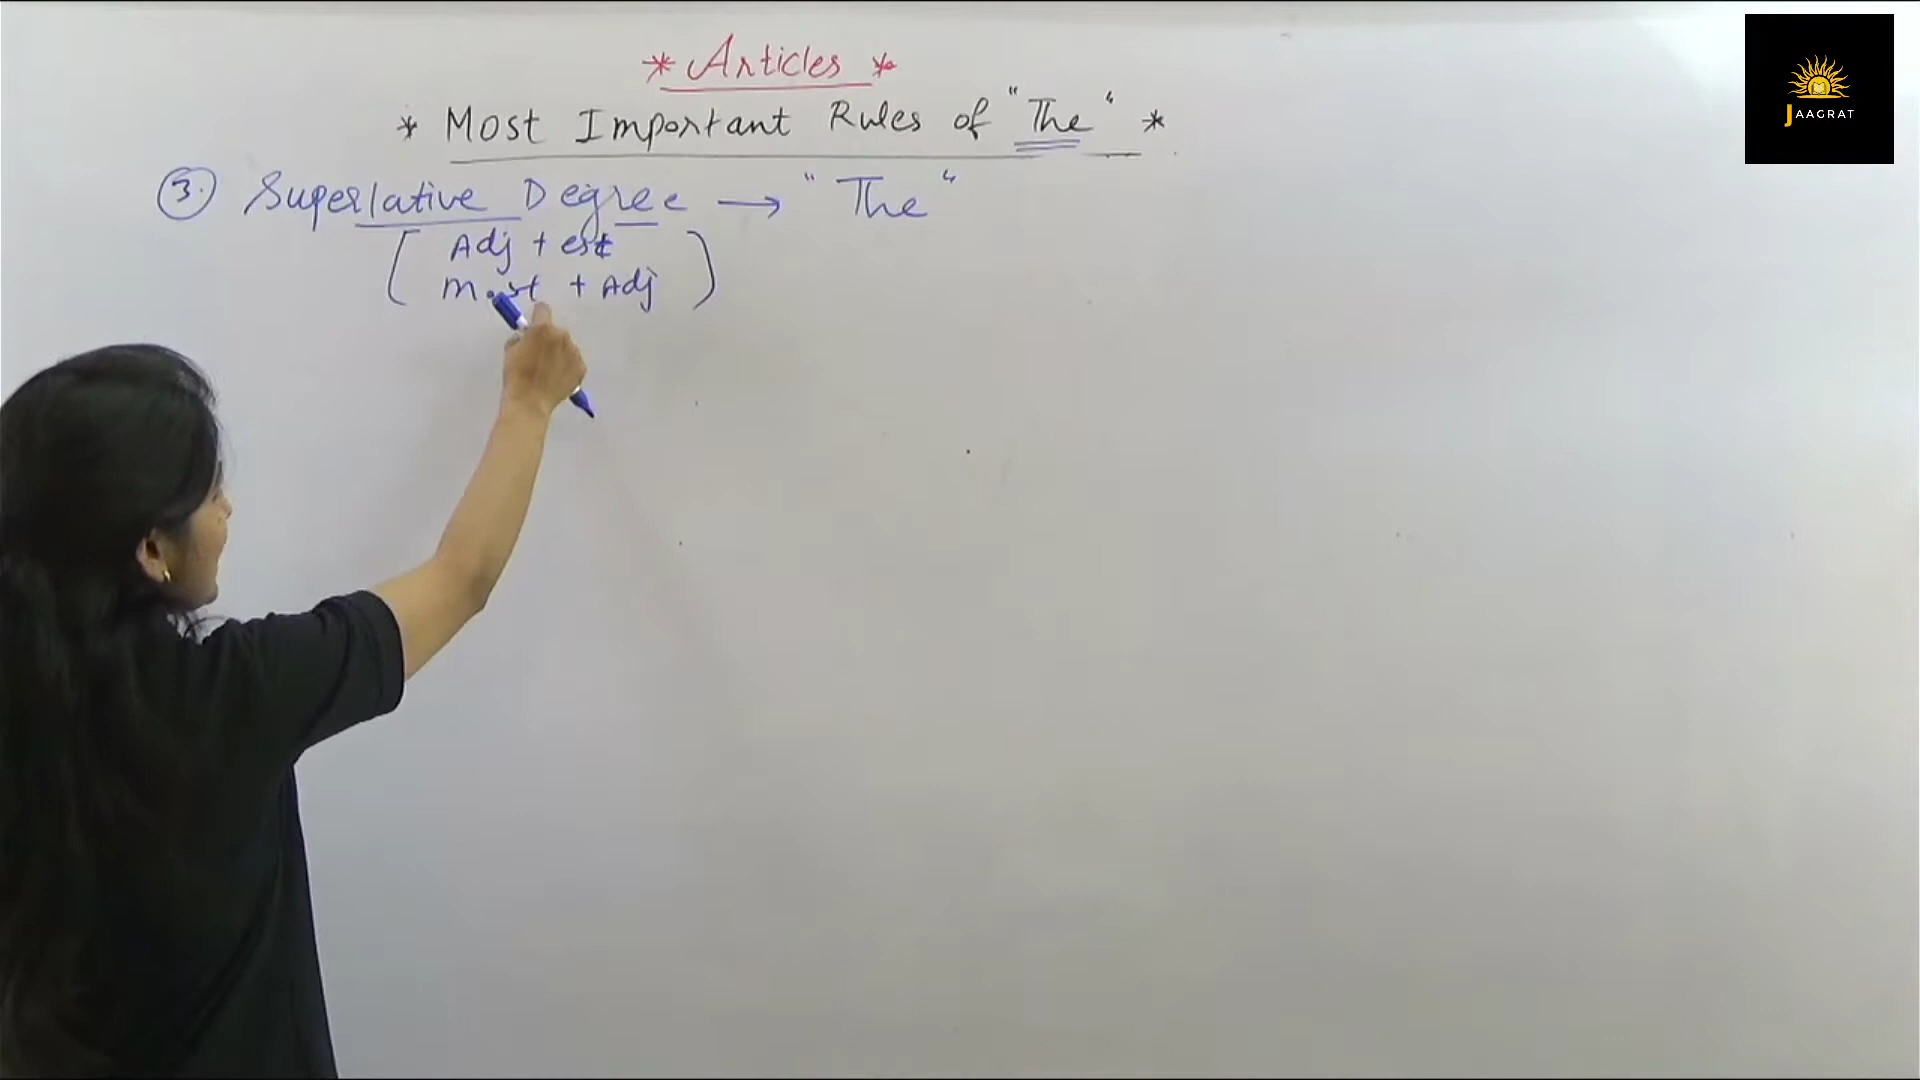 * Articles *
* Most Important Rules of "The" *
3. Superlative Degree → "The"
( Adj + est
Most + Adj )
JAAGRAT